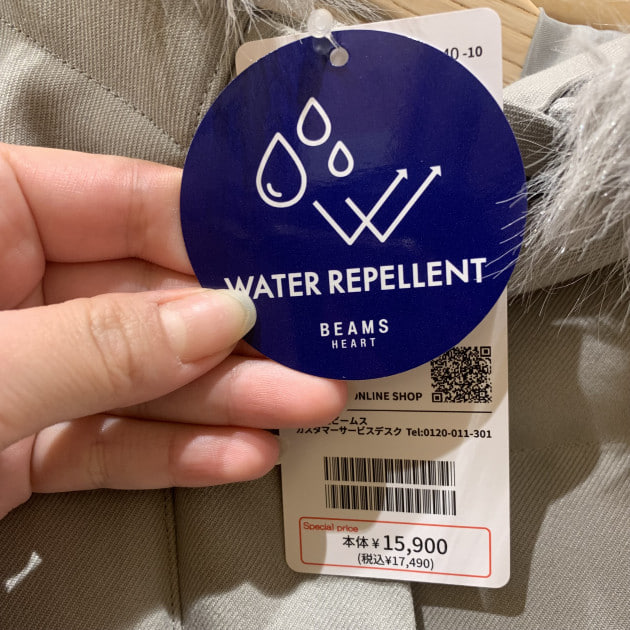 40 -10
WATER REPELLENT
BEAMS
HEART
ONLINE SHOP
ビームス
カスタマーサービスデスク Tel:0120-011-301
Special price
本体¥15,900
(税込¥17,490)